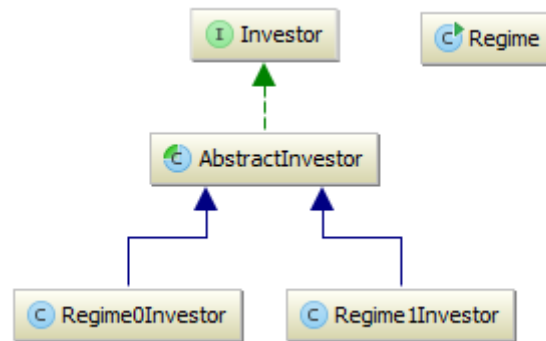 I Investor
C Regime
C AbstractInvestor
C Regime0Investor
C Regime1Investor